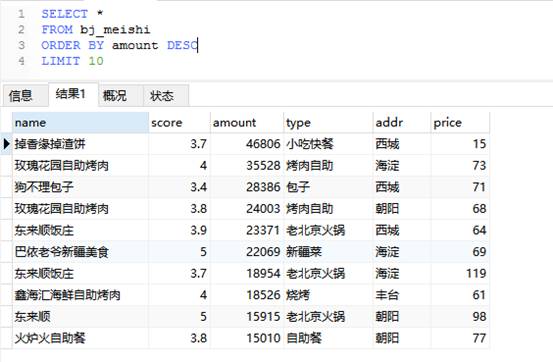 1 SELECT *
2 FROM bj_meishi
3 ORDER BY amount DESC
4 LIMIT 10
信息 结果1 概况 状态
name score amount type addr price
掉香缘掉渣饼 3.7 46806 小吃快餐 西城 15
玫瑰花园自助烤肉 4 35528 烤肉自助 海淀 73
狗不理包子 3.4 28386 包子 西城 71
玫瑰花园自助烤肉 3.8 24003 烤肉自助 朝阳 68
东来顺饭庄 3.9 23371 老北京火锅 西城 64
巴依老爷新疆美食 5 22069 新疆菜 海淀 69
东来顺饭庄 3.7 18954 老北京火锅 海淀 119
鑫海汇海鲜自助烤肉 4 18526 烧烤 丰台 61
东来顺 5 15915 老北京火锅 朝阳 98
火炉火自助餐 3.8 15010 自助餐 朝阳 77